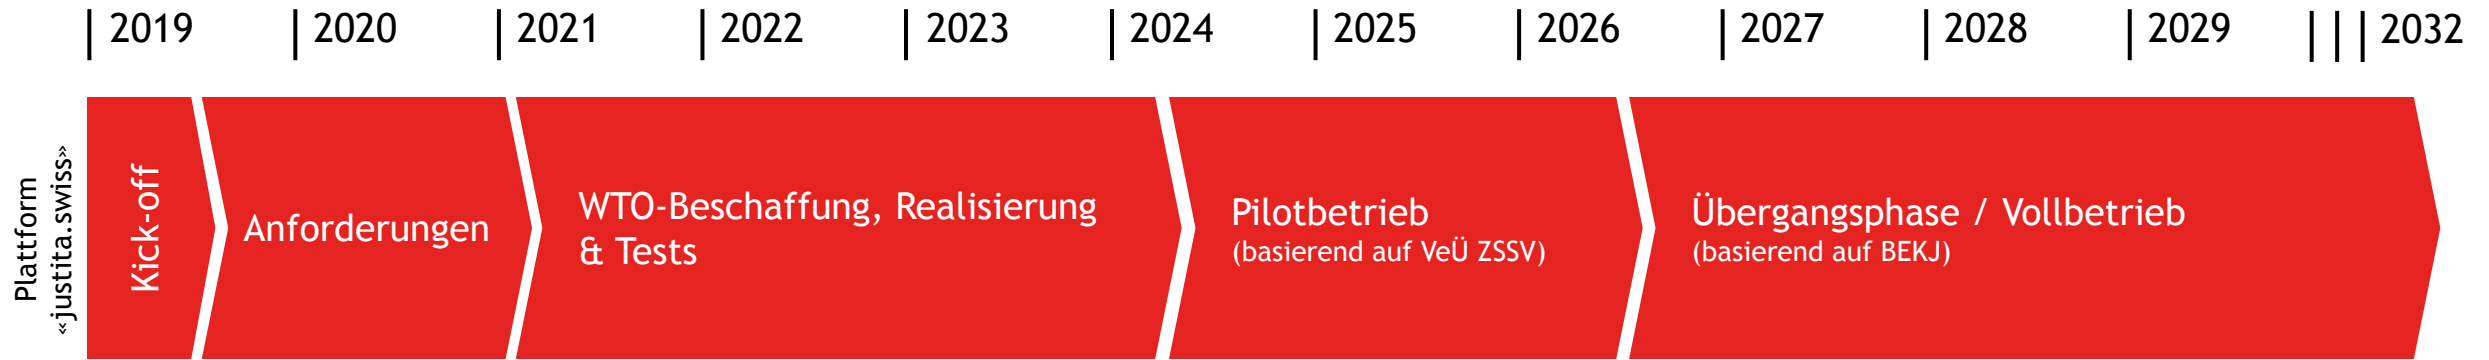 2019 2020 2021 2022 2023 2024 2025 2026 2027 2028 2029 2032
Plattform
«justita.swiss»
Kick-off
Anforderungen
WTO-Beschaffung, Realisierung
& Tests
Pilotbetrieb
(basierend auf VeÜ ZSSV)
Übergangsphase / Vollbetrieb
(basierend auf BEKJ)